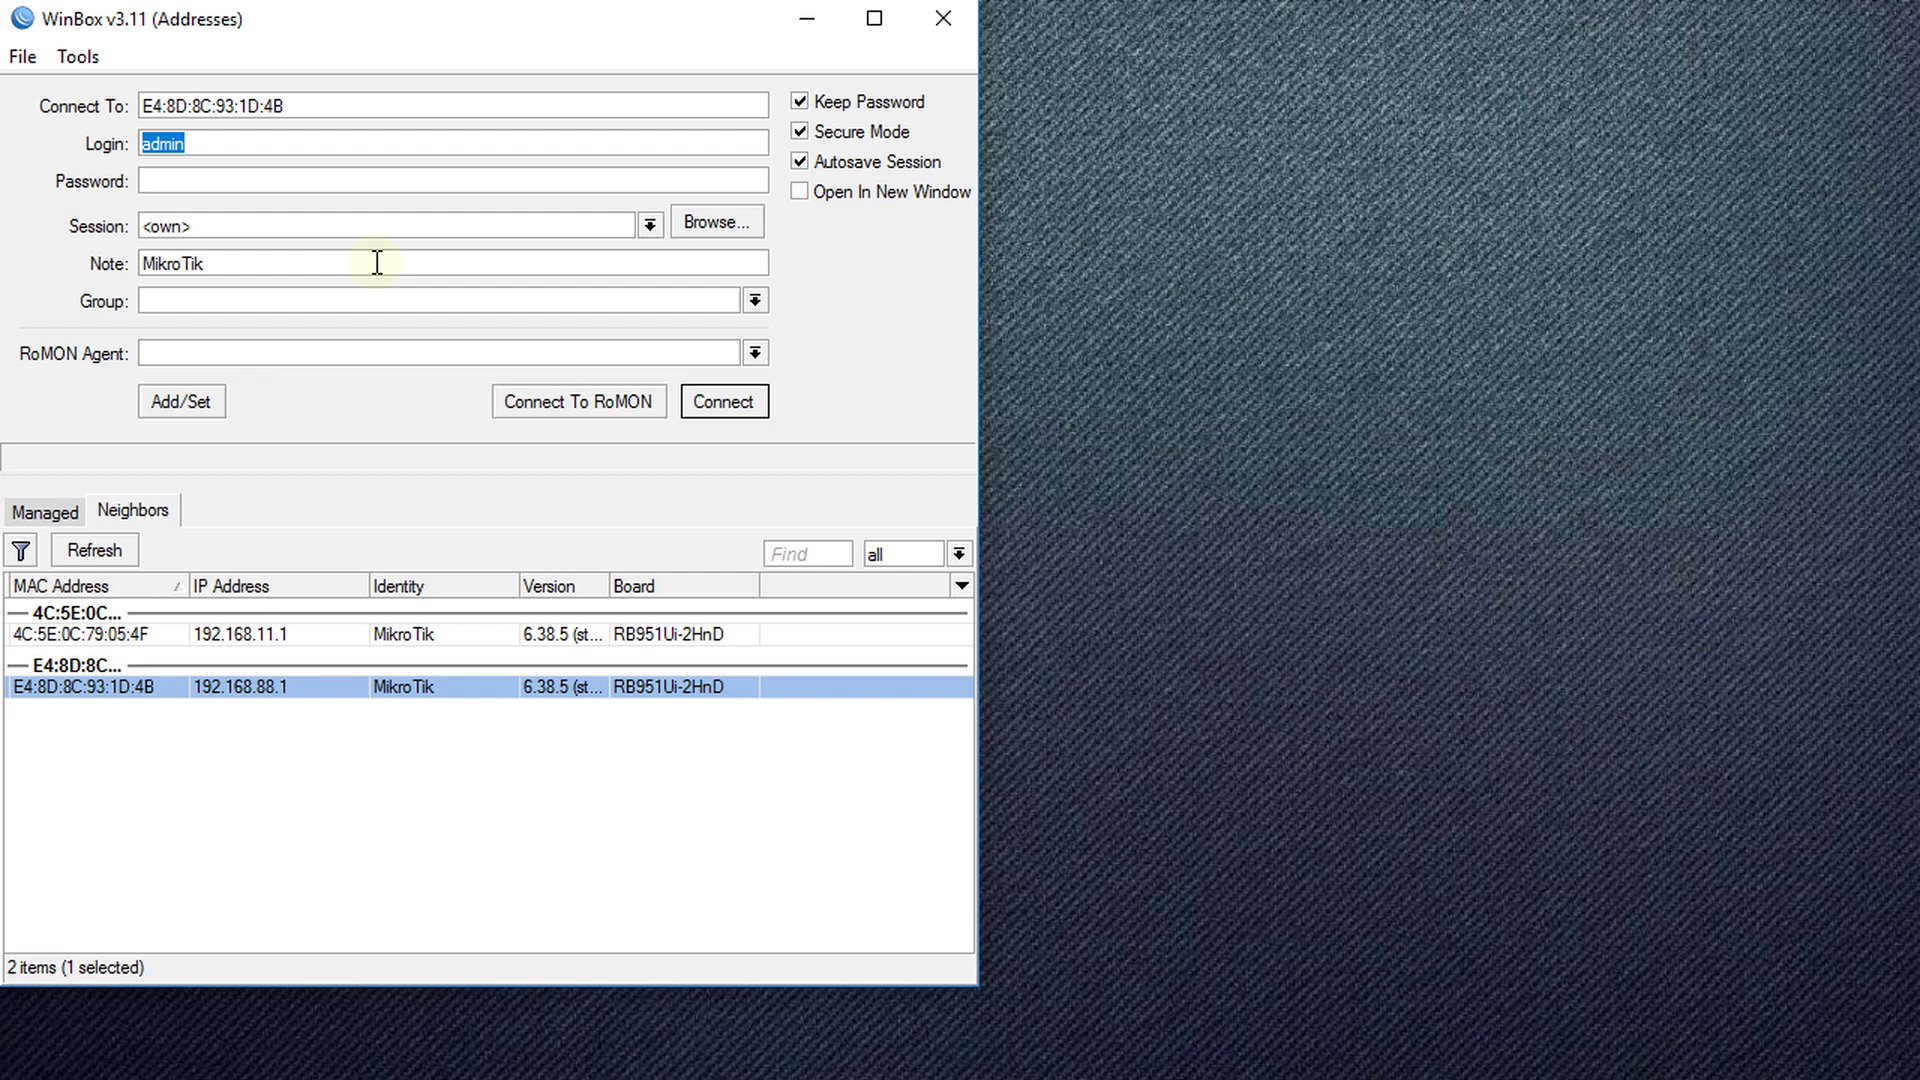 WinBox v3.11 (Addresses)
File Tools
Connect To: E4:8D:8C:93:1D:4B
Keep Password
Login: admin
Secure Mode
Password:
Autosave Session
Open In New Window
Session: <own> Browse...
Note: MikroTik
Group:
RoMON Agent:
Add/Set Connect To RoMON Connect
Managed Neighbors
Refresh Find all
MAC Address IP Address Identity Version Board
4C:5E:0C...
4C:5E:0C:79:05:4F 192.168.11.1 MikroTik 6.38.5 (st... RB951Ui-2HnD
E4:8D:8C...
E4:8D:8C:93:1D:4B 192.168.88.1 MikroTik 6.38.5 (st... RB951Ui-2HnD
2 items (1 selected)